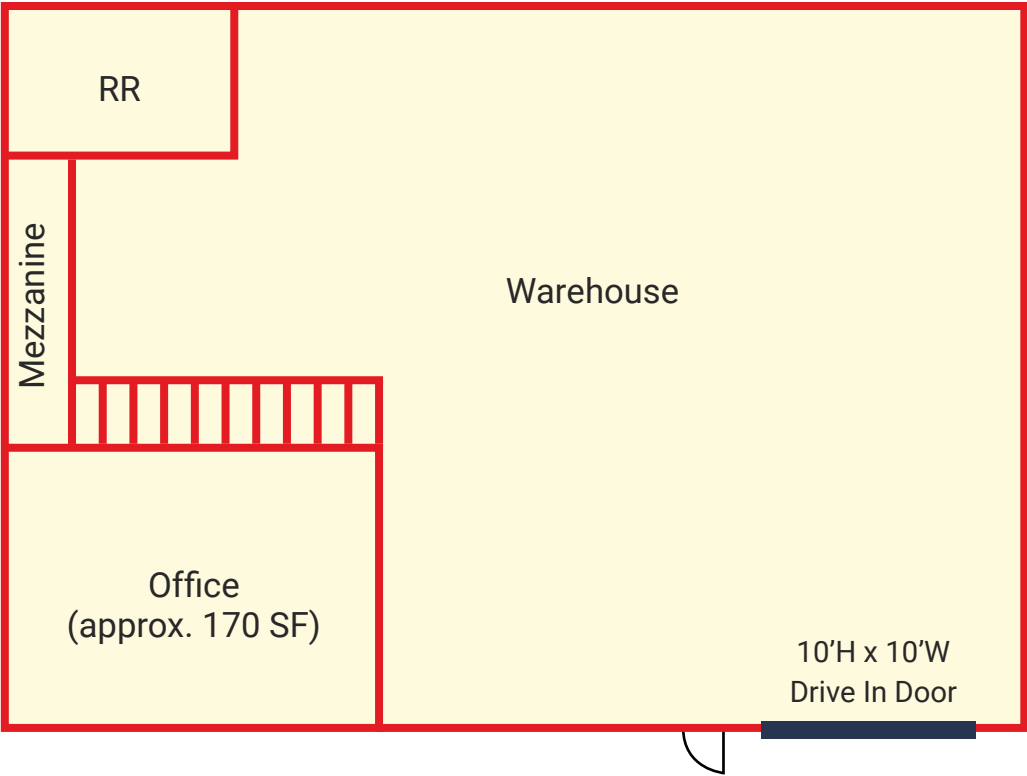 RR
Mezzanine
Warehouse
Office
(approx. 170 SF)
10’H x 10’W
Drive In Door